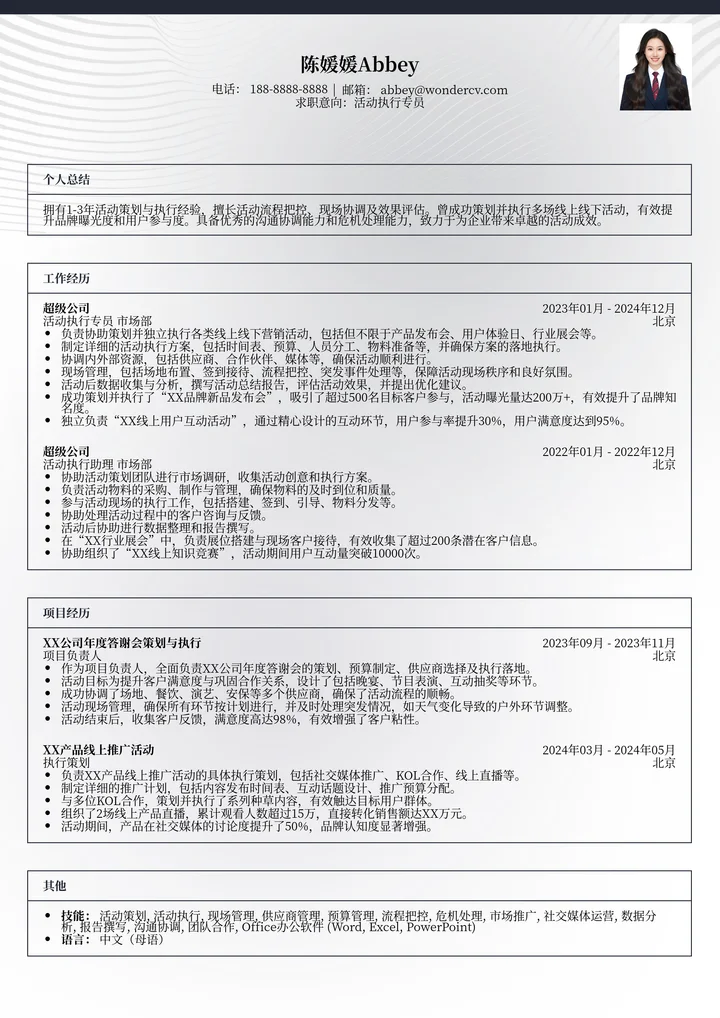 陈媛媛Abbey
电话： 188-8888-8888 | 邮箱： abbey@wondercv.com
求职意向：活动执行专员
个人总结
拥有1-3年活动策划与执行经验，擅长活动流程把控、现场协调及效果评估。曾成功策划并执行多场线上线下活动，有效提
升品牌曝光度和用户参与度。具备优秀的沟通协调能力和危机处理能力，致力于为企业带来卓越的活动成效。
工作经历
超级公司 2023年01月 - 2024年12月
活动执行专员 市场部 北京
• 负责协助策划并独立执行各类线上线下营销活动，包括但不限于产品发布会、用户体验日、行业展会等。
• 制定详细的活动执行方案，包括时间表、预算、人员分工、物料准备等，并确保方案的落地执行。
• 协调内外部资源，包括供应商、合作伙伴、媒体等，确保活动顺利进行。
• 现场管理，包括场地布置、签到接待、流程把控、突发事件处理等，保障活动现场秩序和良好氛围。
• 活动后数据收集与分析，撰写活动总结报告，评估活动效果，并提出优化建议。
• 成功策划并执行了“XX品牌新品发布会”，吸引了超过500名目标客户参与，活动曝光量达200万+，有效提升了品牌知
名度。
• 独立负责“XX线上用户互动活动”，通过精心设计的互动环节，用户参与率提升30%，用户满意度达到95%。
超级公司 2022年01月 - 2022年12月
活动执行助理 市场部 北京
• 协助活动策划团队进行市场调研，收集活动创意和执行方案。
• 负责活动物料的采购、制作与管理，确保物料的及时到位和质量。
• 参与活动现场的执行工作，包括搭建、签到、引导、物料分发等。
• 协助处理活动过程中的客户咨询与反馈。
• 活动后协助进行数据整理和报告撰写。
• 在“XX行业展会”中，负责展位搭建与现场客户接待，有效收集了超过200条潜在客户信息。
• 协助组织了“XX线上知识竞赛”，活动期间用户互动量突破10000次。
项目经历
XX公司年度答谢会策划与执行 2023年09月 - 2023年11月
项目负责人 北京
• 作为项目负责人，全面负责XX公司年度答谢会的策划、预算制定、供应商选择及执行落地。
• 活动目标为提升客户满意度与巩固合作关系，设计了包括晚宴、节目表演、互动抽奖等环节。
• 成功协调了场地、餐饮、演艺、安保等多个供应商，确保了活动流程的顺畅。
• 活动现场管理，确保所有环节按计划进行，并及时处理突发情况，如天气变化导致的户外环节调整。
• 活动结束后，收集客户反馈，满意度高达98%，有效增强了客户粘性。
XX产品线上推广活动 2024年03月 - 2024年05月
执行策划 北京
• 负责XX产品线上推广活动的具体执行策划，包括社交媒体推广、KOL合作、线上直播等。
• 制定详细的推广计划，包括内容发布时间表、互动话题设计、推广预算分配。
• 与多位KOL合作，策划并执行了系列种草内容，有效触达目标用户群体。
• 组织了2场线上产品直播，累计观看人数超过15万，直接转化销售额达XX万元。
• 活动期间，产品在社交媒体的讨论度提升了50%，品牌认知度显著增强。
其他
• 技能： 活动策划, 活动执行, 现场管理, 供应商管理, 预算管理, 流程把控, 危机处理, 市场推广, 社交媒体运营, 数据分
析, 报告撰写, 沟通协调, 团队合作, Office办公软件 (Word, Excel, PowerPoint)
• 语言： 中文（母语）